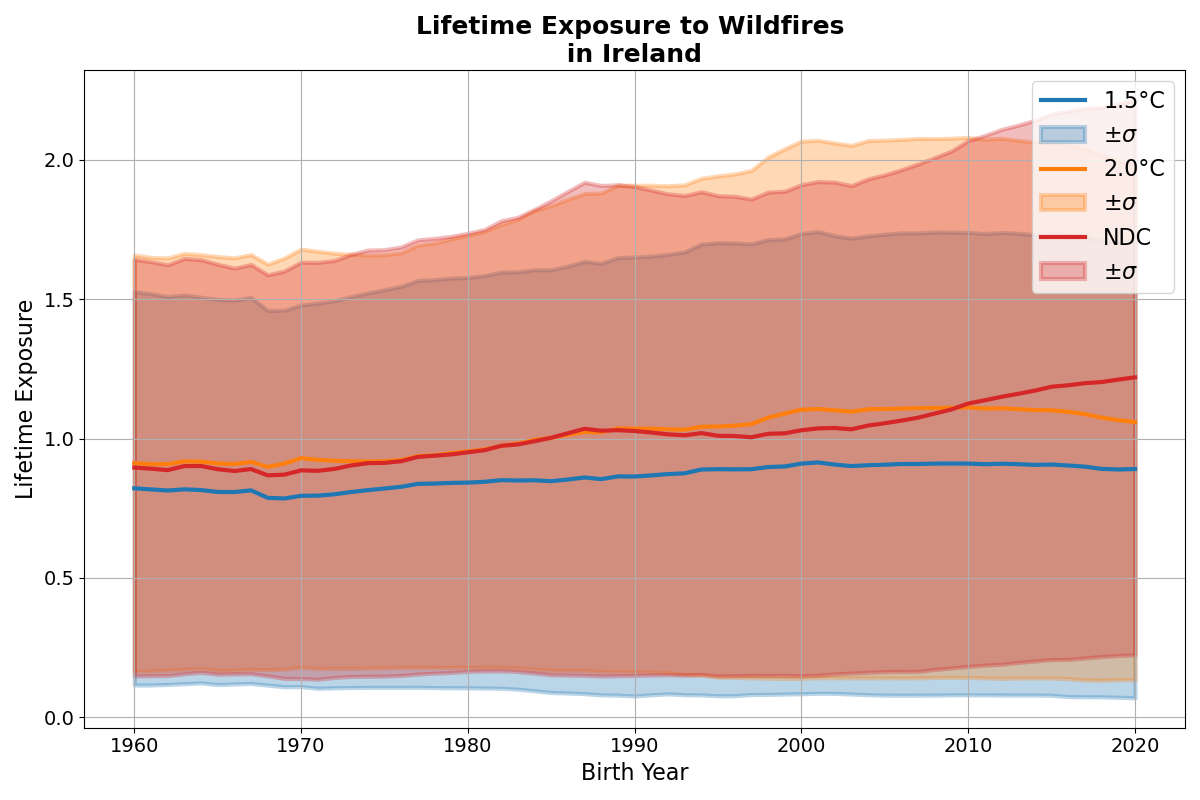 Lifetime Exposure to Wildfires
in Ireland
Lifetime Exposure
2.0
1.5
1.0
0.5
0.0
1.5°C
±σ
2.0°C
±σ
NDC
±σ
1960 1970 1980 1990 2000 2010 2020
Birth Year